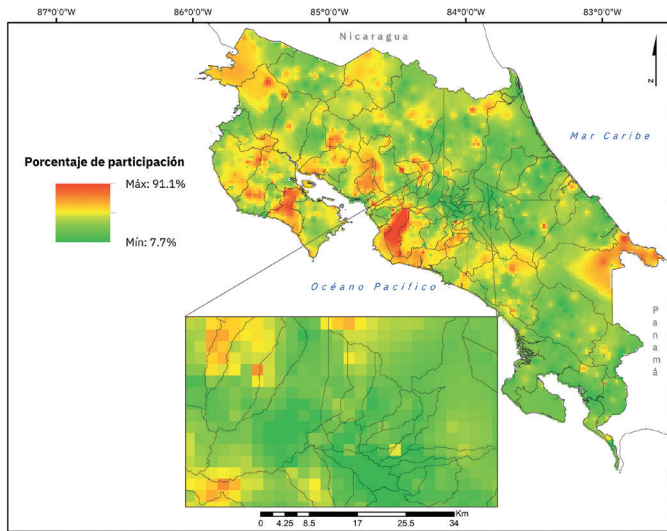 87°0'0"W 86°0'0"W 85°0'0"W 84°0'0"W 83°0'0"W
Nicaragua
z
Mar Caribe
Porcentaje de participación
Máx: 91.1%
Mín: 7.7%
Océano Pacífico
Panamá
Km
0 4.25 8.5 17 25.5 34